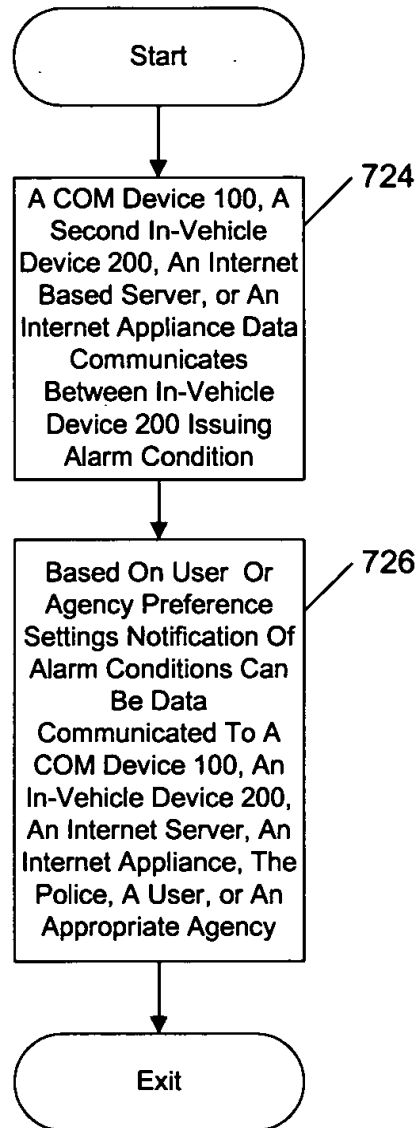 Start
724
A COM Device 100, A
Second In-Vehicle
Device 200, An Internet
Based Server, or An
Internet Appliance Data
Communicates
Between In-Vehicle
Device 200 Issuing
Alarm Condition
726
Based On User Or
Agency Preference
Settings Notification Of
Alarm Conditions Can
Be Data
Communicated To A
COM Device 100, An
In-Vehicle Device 200,
An Internet Server, An
Internet Appliance, The
Police, A User, or An
Appropriate Agency
Exit